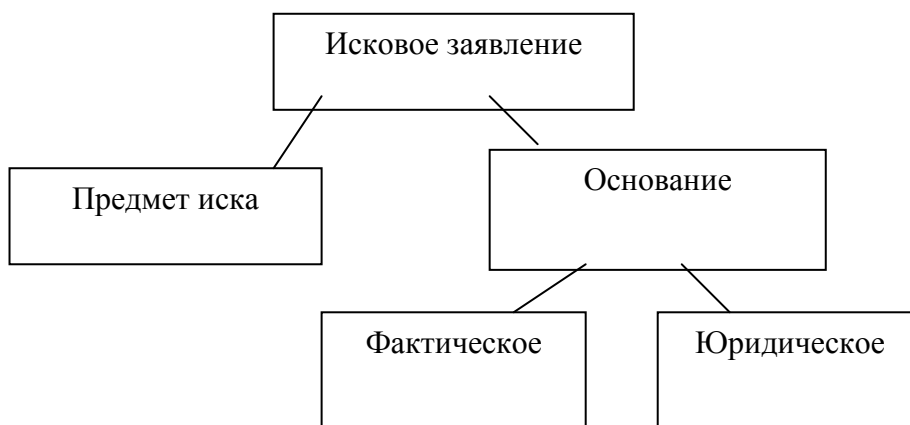 Исковое заявление
Предмет иска
Основание
Фактическое
Юридическое